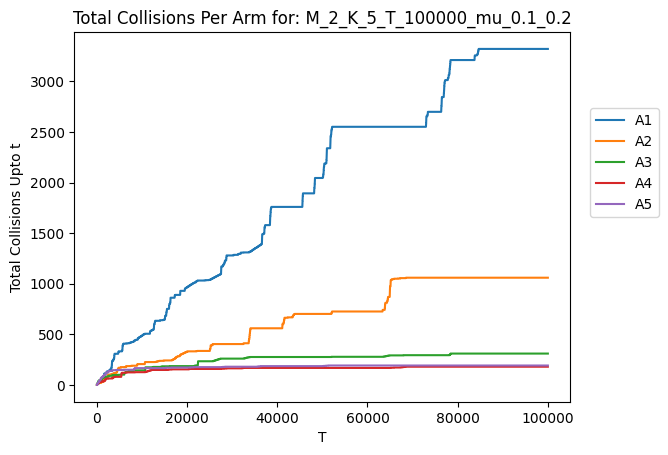 Total Collisions Per Arm for: M_2_K_5_T_100000_mu_0.1_0.2
Total Collisions Upto t
3000
2500
2000
1500
1000
500
0
0 20000 40000 60000 80000 100000
T
A1
A2
A3
A4
A5